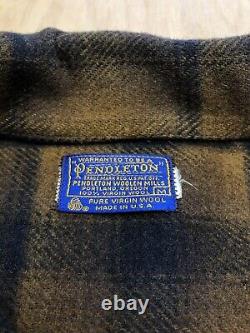 WARRANTED TO BE A
"PENDLETON"
TRADE MARK REG. U.S. PAT. OFF.
PENDLETON WOOLEN MILLS
PORTLAND, OREGON
100% VIRGIN WOOL M
PURE VIRGIN WOOL
MADE IN U.S.A.